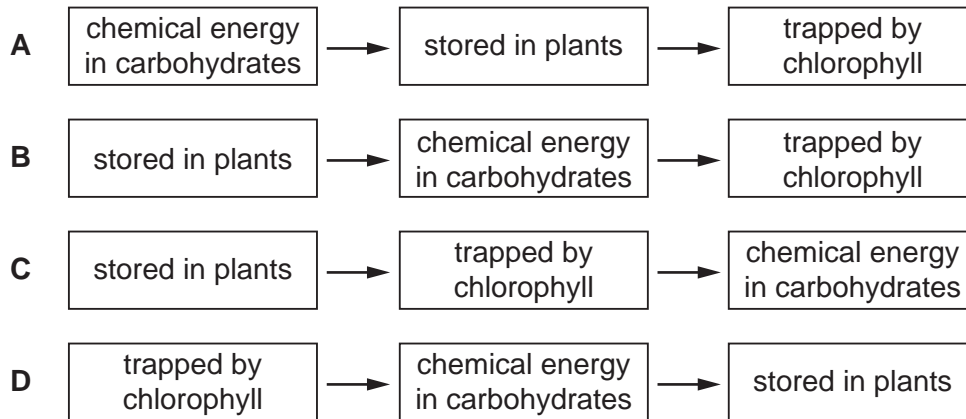 A
chemical energy
in carbohydrates
stored in plants
trapped by
chlorophyll
B
stored in plants
chemical energy
in carbohydrates
trapped by
chlorophyll
C
stored in plants
trapped by
chlorophyll
chemical energy
in carbohydrates
D
trapped by
chlorophyll
chemical energy
in carbohydrates
stored in plants